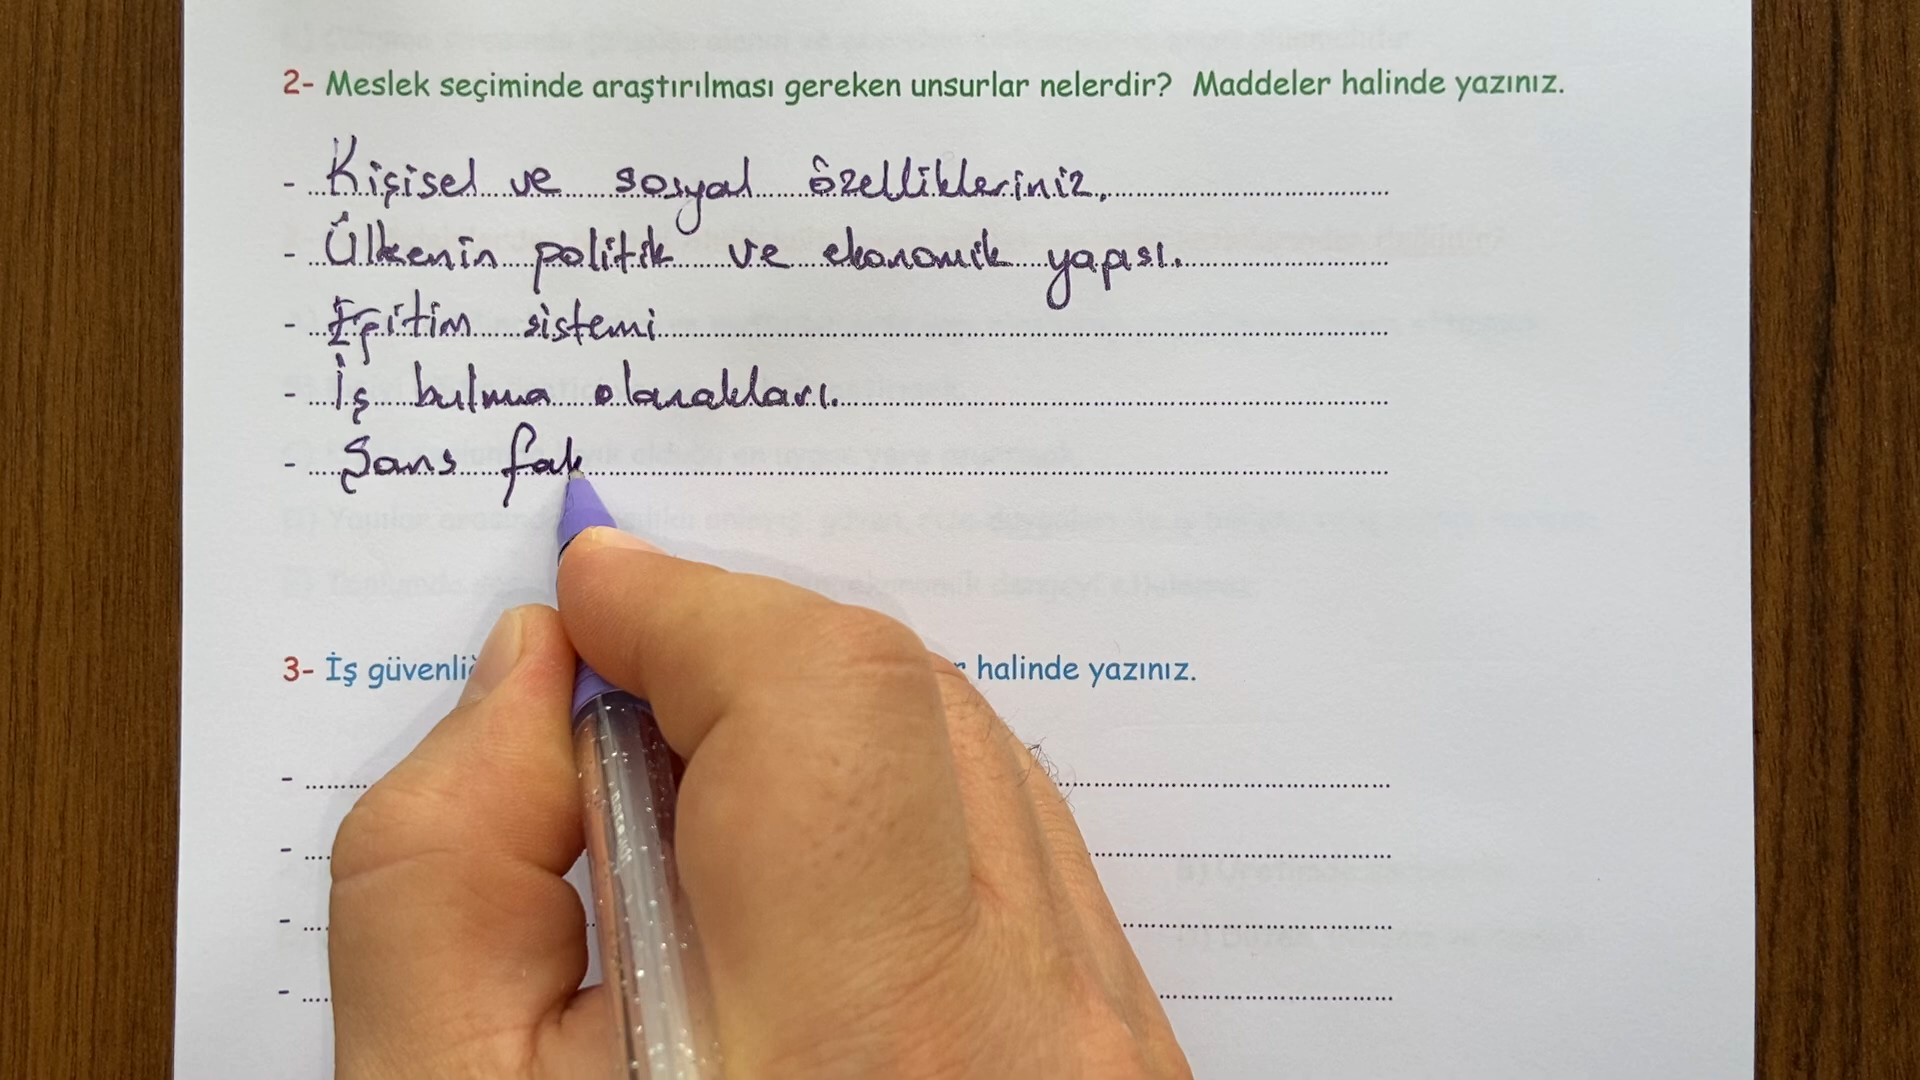 2- Meslek seçiminde araştırılması gereken unsurlar nelerdir? Maddeler halinde yazınız.
- Kişisel ve sosyal özellikleriniz.
- Ülkenin politik ve ekonomik yapısı.
- Eğitim sistemi
- İş bulma olanakları.
- Şans fak
3- İş güvenli halinde yazınız.
-
-
-
-